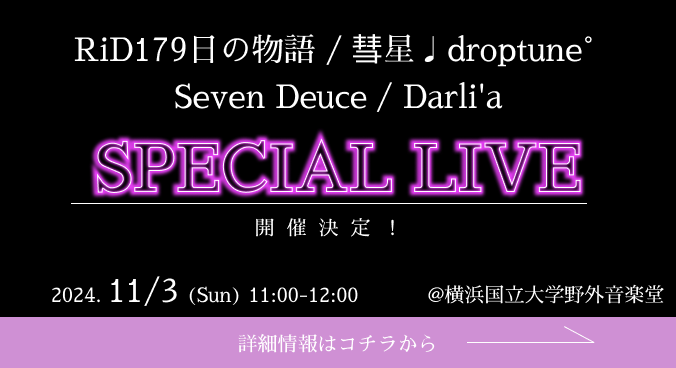 RiD179日の物語 / 彗星♩droptune°
Seven Deuce / Darli'a
SPECIAL LIVE
開催決定！
2024. 11/3 (Sun) 11:00-12:00 @横浜国立大学野外音楽堂
詳細情報はコチラから